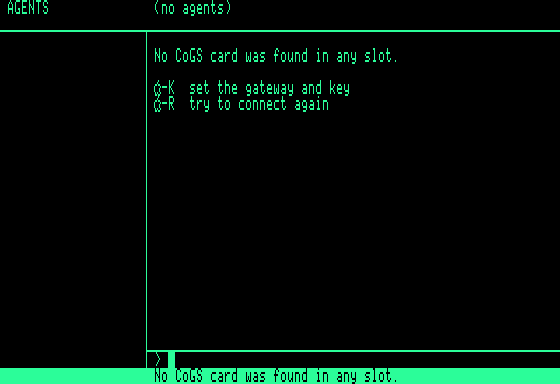 AGENTS (no agents)
No CoGS card was found in any slot.
-K set the gateway and key
-R try to connect again
>
No CoGS card was found in any slot.